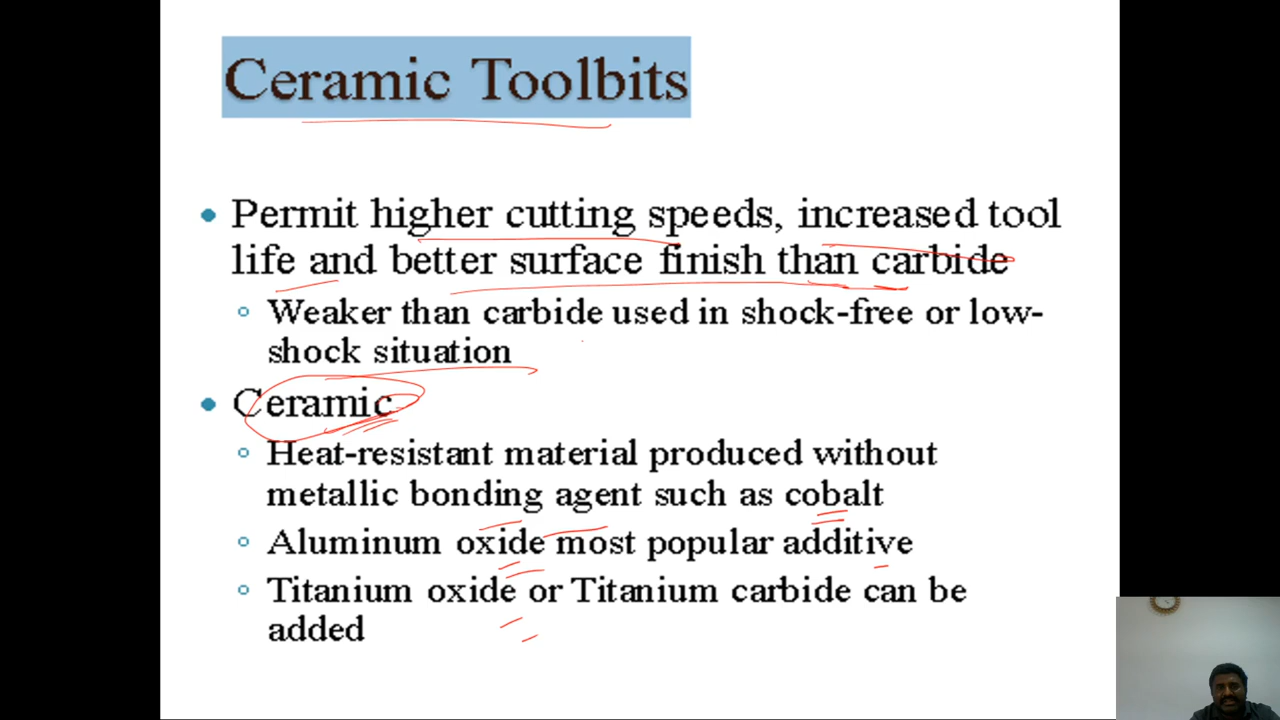 Ceramic Toolbits
• Permit higher cutting speeds, increased tool
life and better surface finish than carbide
◦ Weaker than carbide used in shock-free or low-
shock situation
• Ceramic
◦ Heat-resistant material produced without
metallic bonding agent such as cobalt
◦ Aluminum oxide most popular additive
◦ Titanium oxide or Titanium carbide can be
added